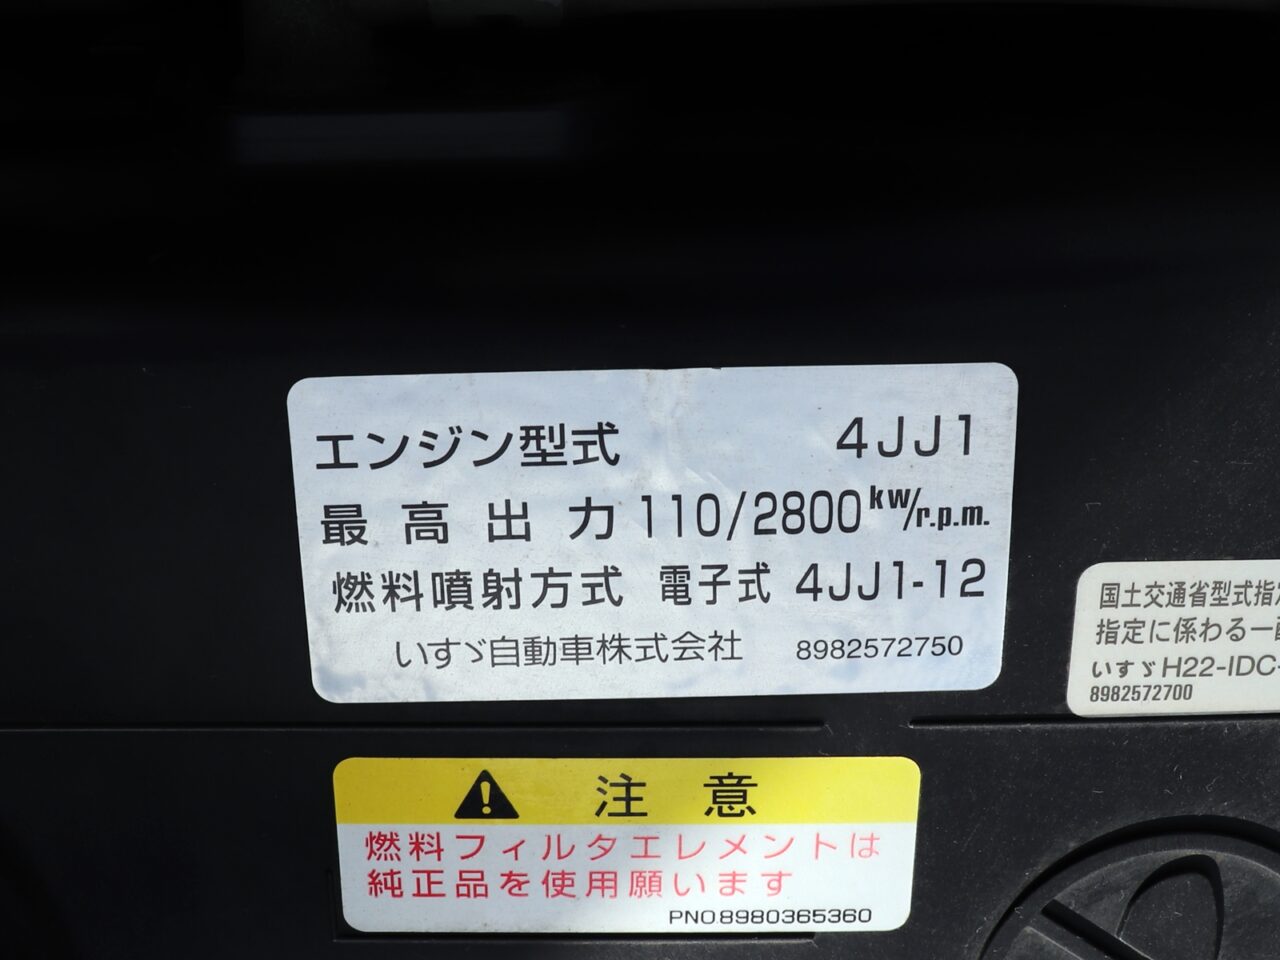 エンジン型式 4JJ1
最高出力 110/2800 kw/r.p.m.
燃料噴射方式 電子式 4JJ1-12
いすゞ自動車株式会社 8982572750
国土交通省型式指
指定に係わる一
いすゞH22-IDC-
8982572700
注意
燃料フィルタエレメントは
純正品を使用願います
PNO.8980365360